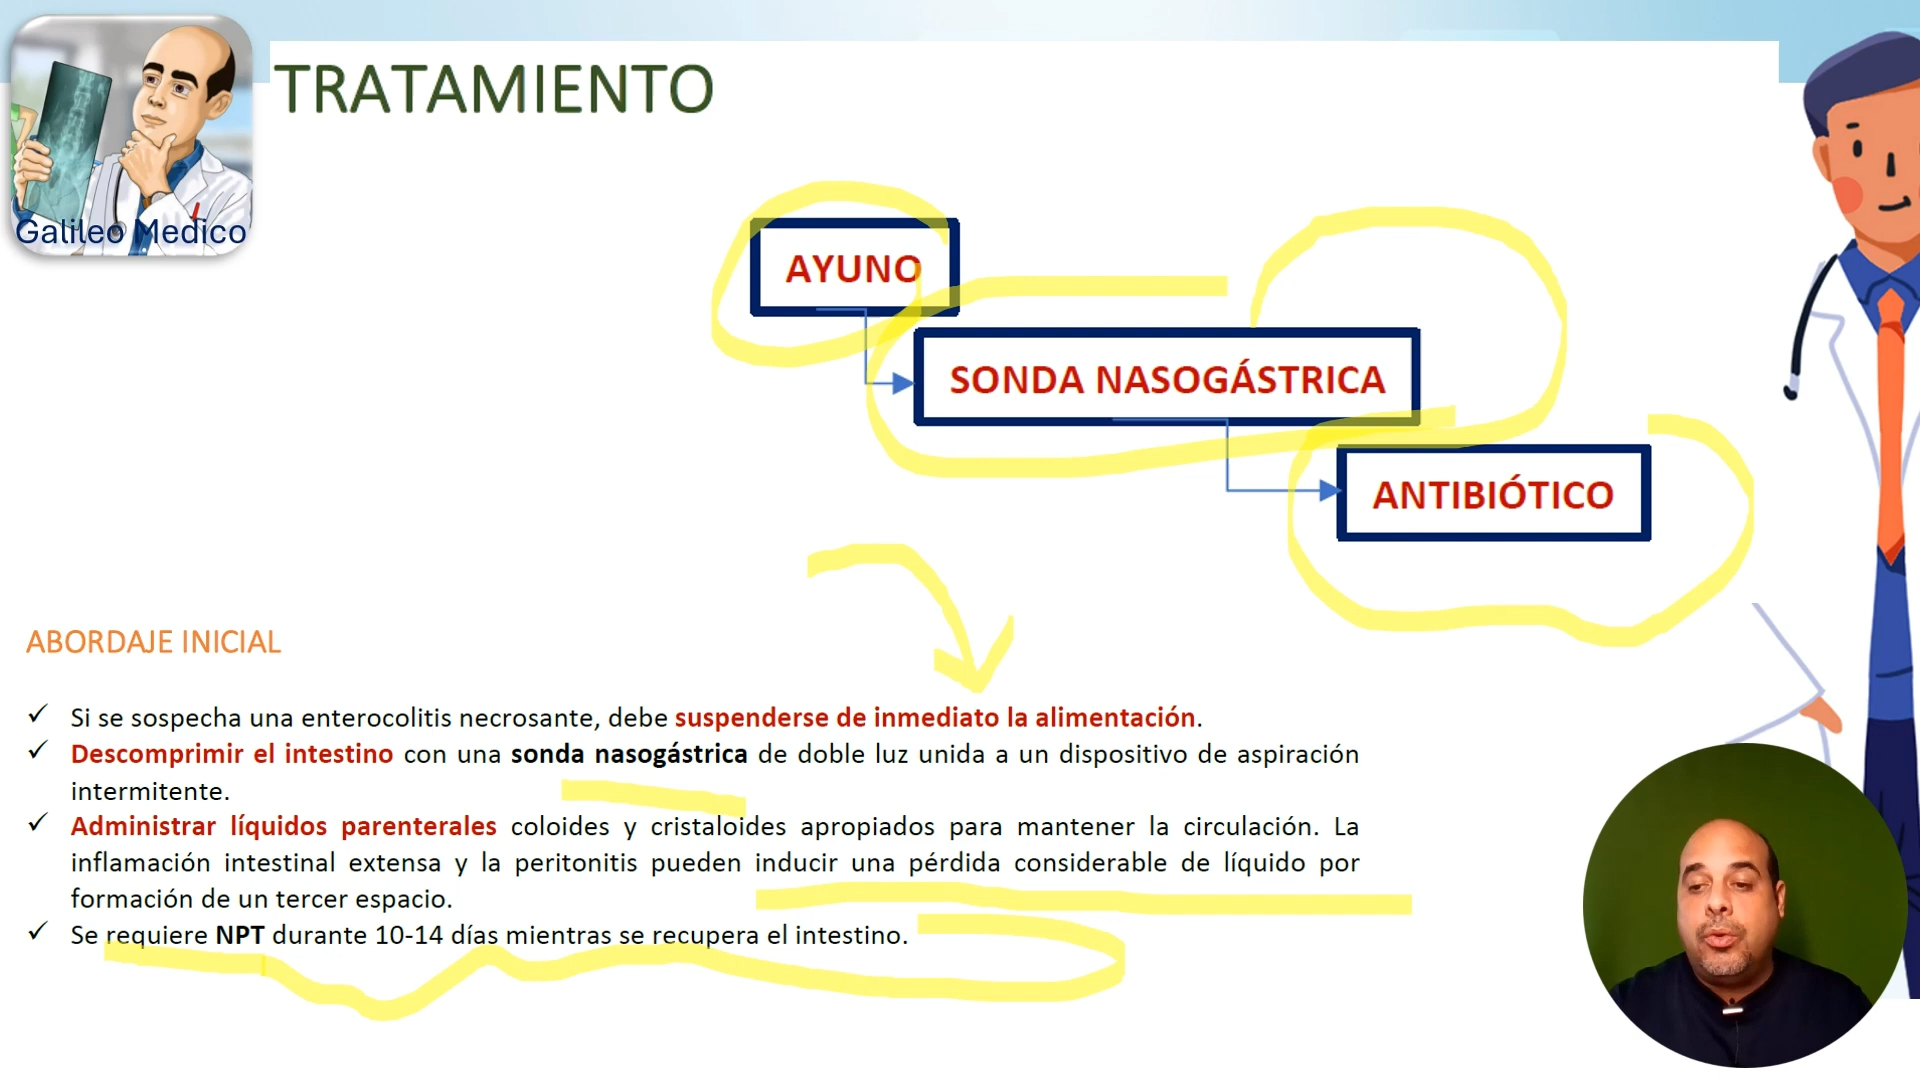 TRATAMIENTO
Galileo Medico
AYUNO
SONDA NASOGÁSTRICA
ANTIBIÓTICO
ABORDAJE INICIAL
✓ Si se sospecha una enterocolitis necrosante, debe suspenderse de inmediato la alimentación.
✓ Descomprimir el intestino con una sonda nasogástrica de doble luz unida a un dispositivo de aspiración
intermitente.
✓ Administrar líquidos parenterales coloides y cristaloides apropiados para mantener la circulación. La
inflamación intestinal extensa y la peritonitis pueden inducir una pérdida considerable de líquido por
formación de un tercer espacio.
✓ Se requiere NPT durante 10-14 días mientras se recupera el intestino.